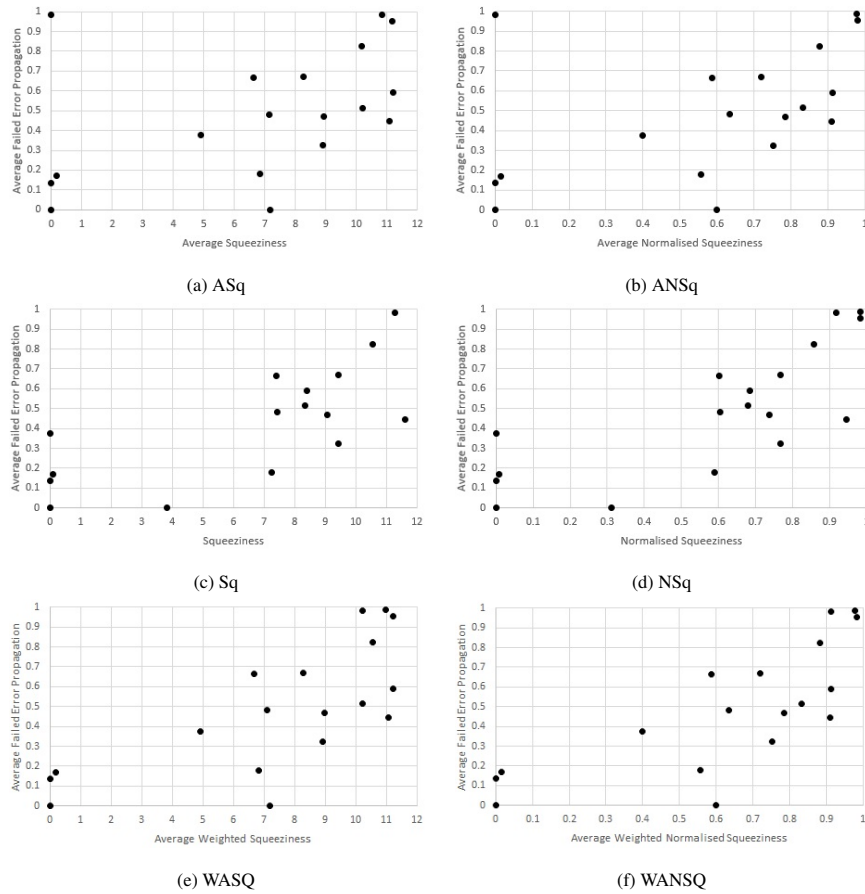 Average Failed Error Propagation
1
0.9
0.8
0.7
0.6
0.5
0.4
0.3
0.2
0.1
0
0 1 2 3 4 5 6 7 8 9 10 11 12
Average Squeeziness
(a) ASq
Average Failed Error Propagation
1
0.9
0.8
0.7
0.6
0.5
0.4
0.3
0.2
0.1
0
0 0.1 0.2 0.3 0.4 0.5 0.6 0.7 0.8 0.9 1
Average Normalised Squeeziness
(b) ANSq
Average Failed Error Propagation
1
0.9
0.8
0.7
0.6
0.5
0.4
0.3
0.2
0.1
0
0 1 2 3 4 5 6 7 8 9 10 11 12
Squeeziness
(c) Sq
Average Failed Error Propagation
1
0.9
0.8
0.7
0.6
0.5
0.4
0.3
0.2
0.1
0
0 0.1 0.2 0.3 0.4 0.5 0.6 0.7 0.8 0.9 1
Normalised Squeeziness
(d) NSq
Average Failed Error Propagation
1
0.9
0.8
0.7
0.6
0.5
0.4
0.3
0.2
0.1
0
0 1 2 3 4 5 6 7 8 9 10 11 12
Average Weighted Squeeziness
(e) WASQ
Average Failed Error Propagation
1
0.9
0.8
0.7
0.6
0.5
0.4
0.3
0.2
0.1
0
0 0.1 0.2 0.3 0.4 0.5 0.6 0.7 0.8 0.9 1
Average Weighted Normalised Squeeziness
(f) WANSQ